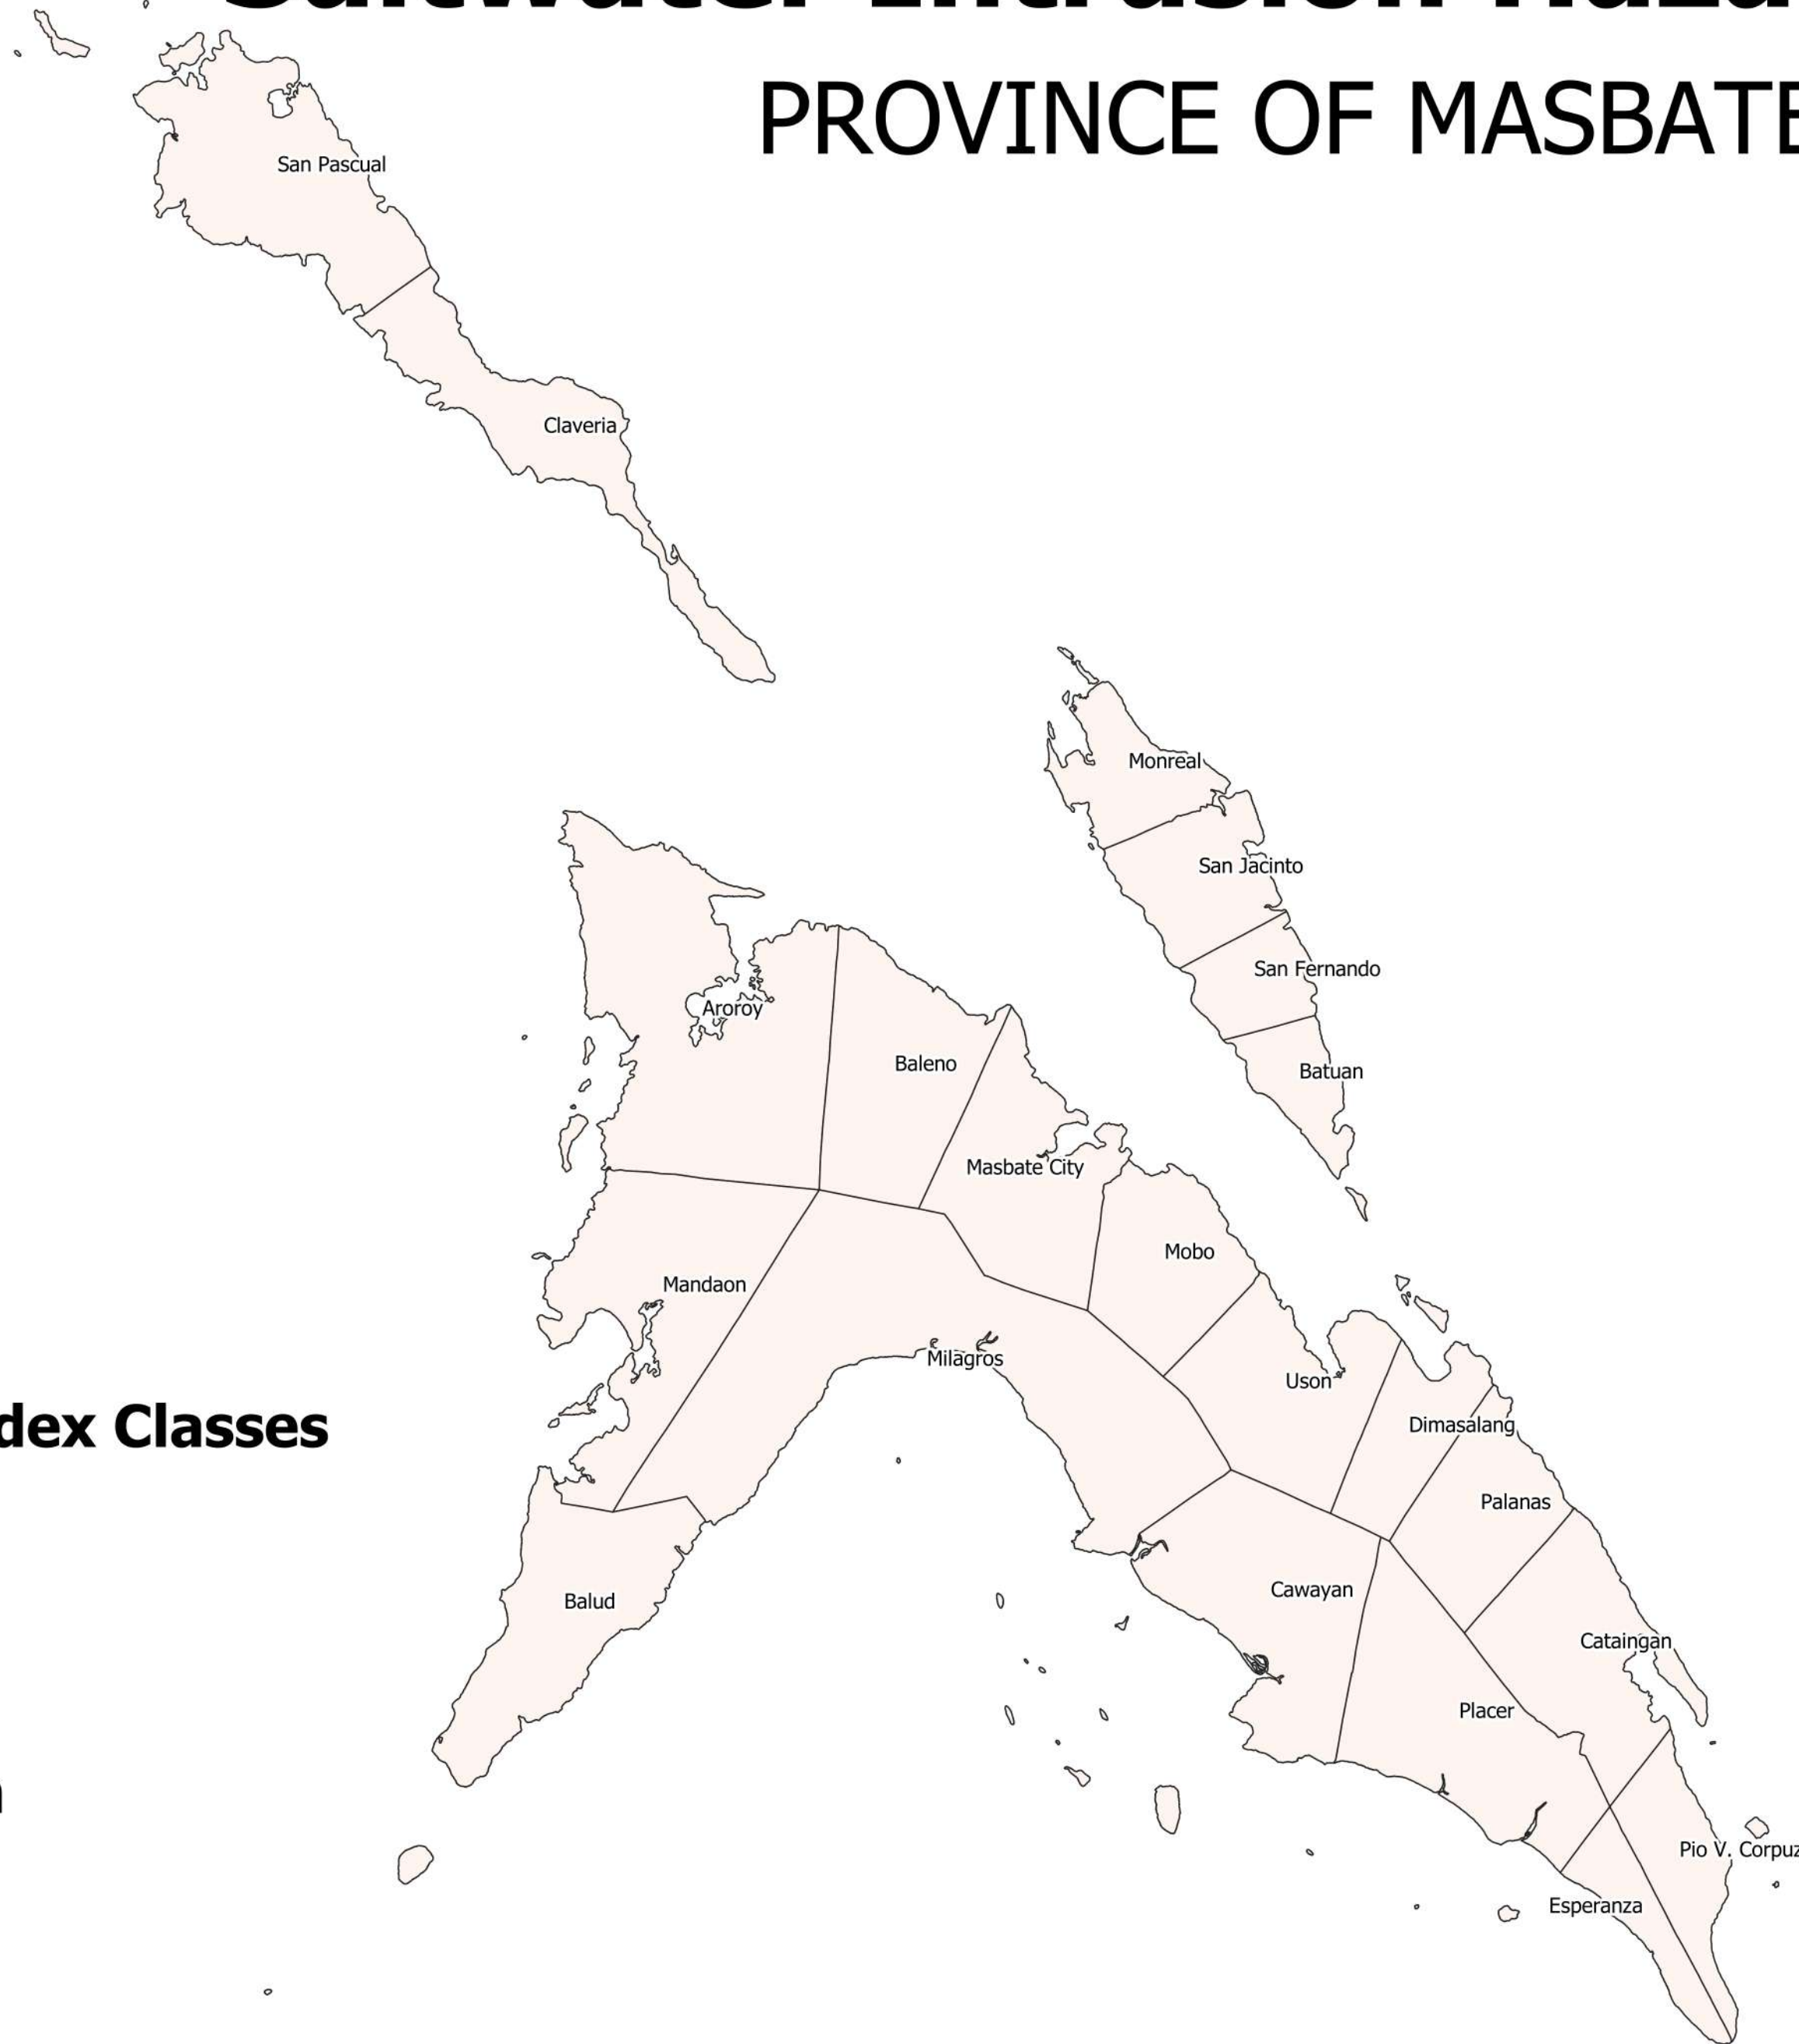 PROVINCE OF MASBATE
San Pascual
Claveria
Monreal
San Jacinto
San Fernando
Aroroy
Baleno
Batuan
Masbate City
Mobo
Mandaon
Milagros
Uson
dex Classes
Dimasalang
Palanas
Cawayan
Balud
Cataingan
Placer
Pio V. Corpuz
Esperanza